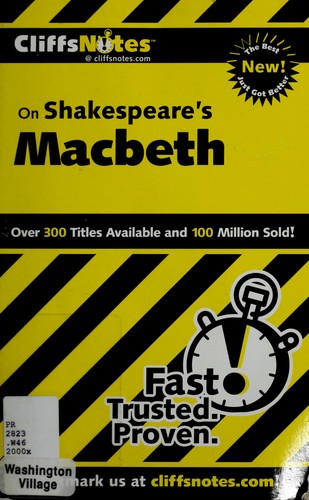 CliffsNotes™
@ cliffsnotes.com
The Best
New!
Just Got Better
On Shakespeare's
Macbeth
Over 300 Titles Available and 100 Million Sold!
Fast.
Trusted.
Proven.
PR
2823
.W46
2000x
Washington
Village
mark us at cliffsnotes.com!